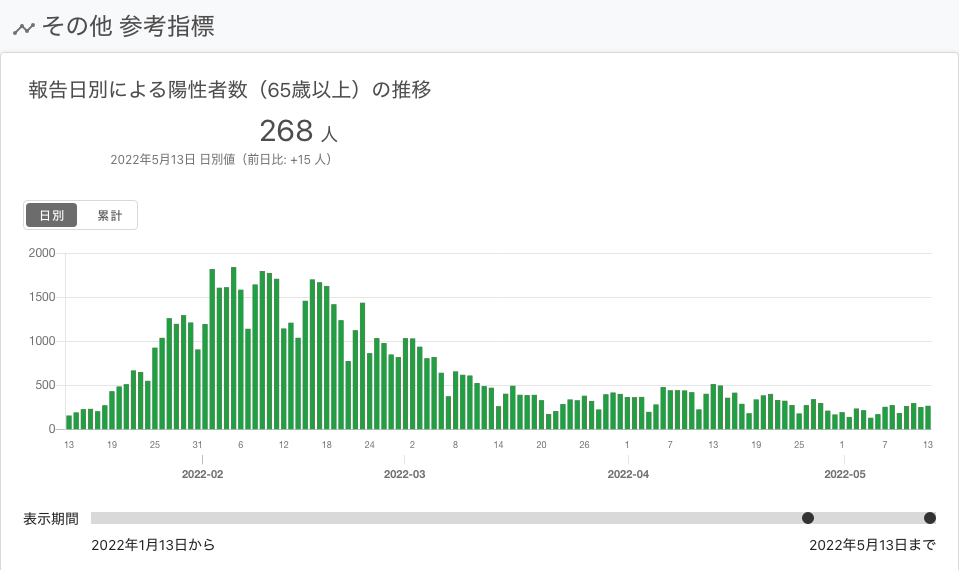 その他 参考指標
報告日別による陽性者数（65歳以上）の推移
268 人
2022年5月13日 日別値（前日比: +15 人）
日別 累計
2000
1500
1000
500
0
13 19 25 31 6 12 18 24 2 8 14 20 26 1 7 13 19 25 1 7 13
2022-02 2022-03 2022-04 2022-05
表示期間
2022年1月13日から 2022年5月13日まで